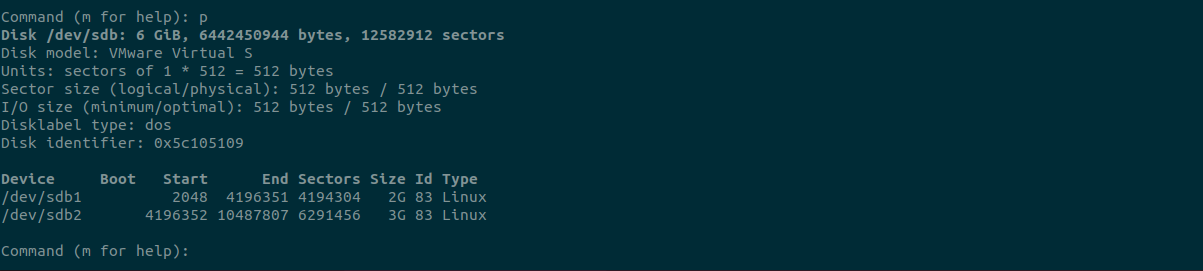 Command (m for help): p
Disk /dev/sdb: 6 GiB, 6442450944 bytes, 12582912 sectors
Disk model: VMware Virtual S
Units: sectors of 1 * 512 = 512 bytes
Sector size (logical/physical): 512 bytes / 512 bytes
I/O size (minimum/optimal): 512 bytes / 512 bytes
Disklabel type: dos
Disk identifier: 0x5c105109

Device     Boot   Start      End Sectors Size Id Type
/dev/sdb1          2048  4196351 4194304   2G 83 Linux
/dev/sdb2       4196352 10487807 6291456   3G 83 Linux

Command (m for help):